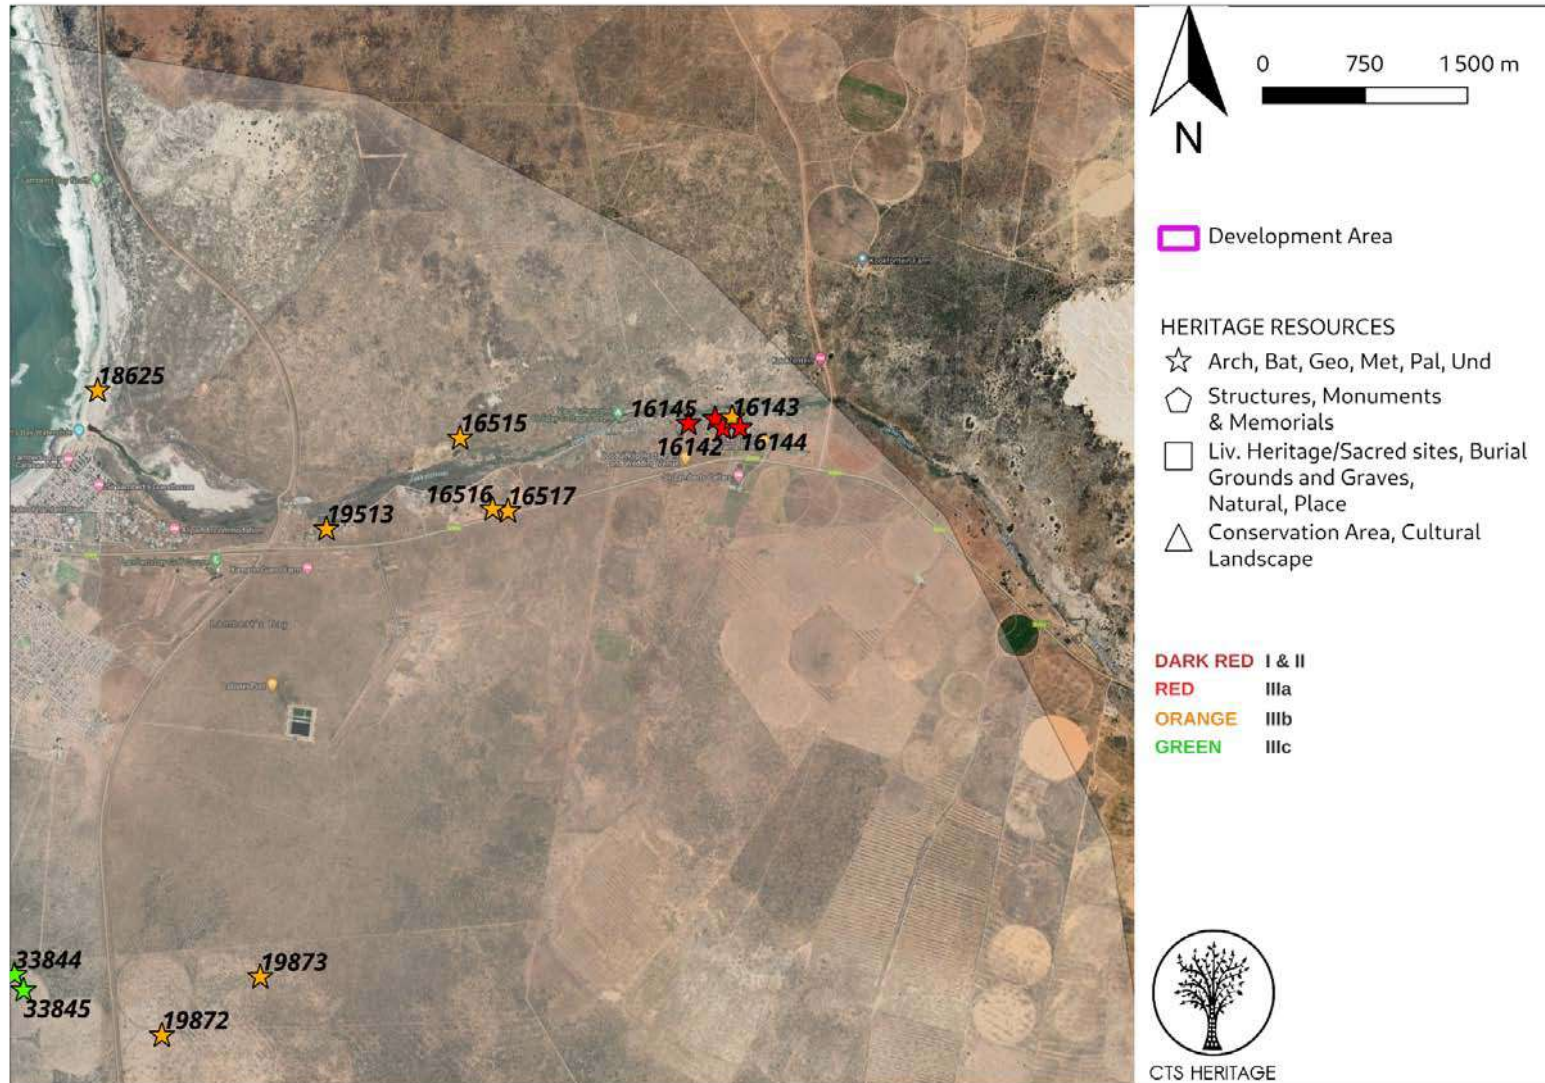 18625
16515
16145
16143
16142
16144
16516
16517
19513
Lambert's Bay
33844
33845
19873
19872
N
0 750 1 500 m
Development Area
HERITAGE RESOURCES
Arch, Bat, Geo, Met, Pal, Und
Structures, Monuments
& Memorials
Liv. Heritage/Sacred sites, Burial
Grounds and Graves,
Natural, Place
Conservation Area, Cultural
Landscape
DARK RED I & II
RED IIIa
ORANGE IIIb
GREEN IIIc
CTS HERITAGE